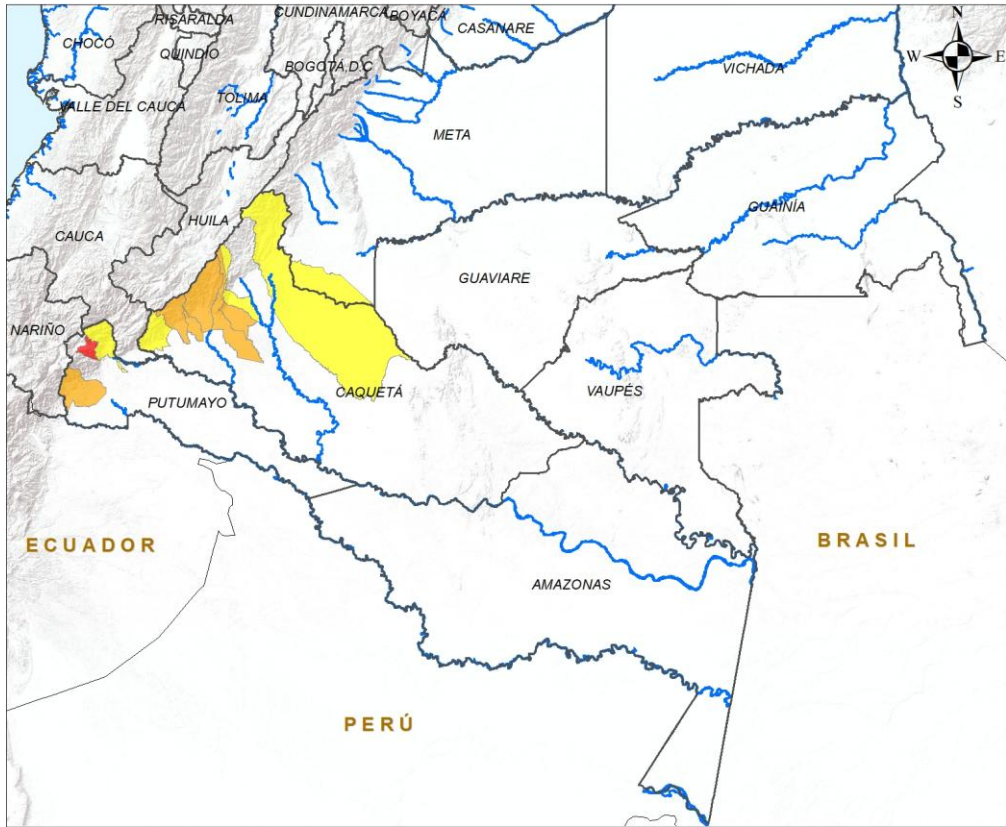 RISARALDA
CUNDINAMARCA
BOYACÁ
CASANARE
N
CHOCÓ
QUINDÍO
BOGOTÁ D.C
VICHADA
W
E
S
TOLIMA
VALLE DEL CAUCA
META
HUILA
GUAINÍA
CAUCA
GUAVIARE
NARIÑO
CAQUETÁ
VAUPÉS
PUTUMAYO
ECUADOR
BRASIL
AMAZONAS
PERÚ